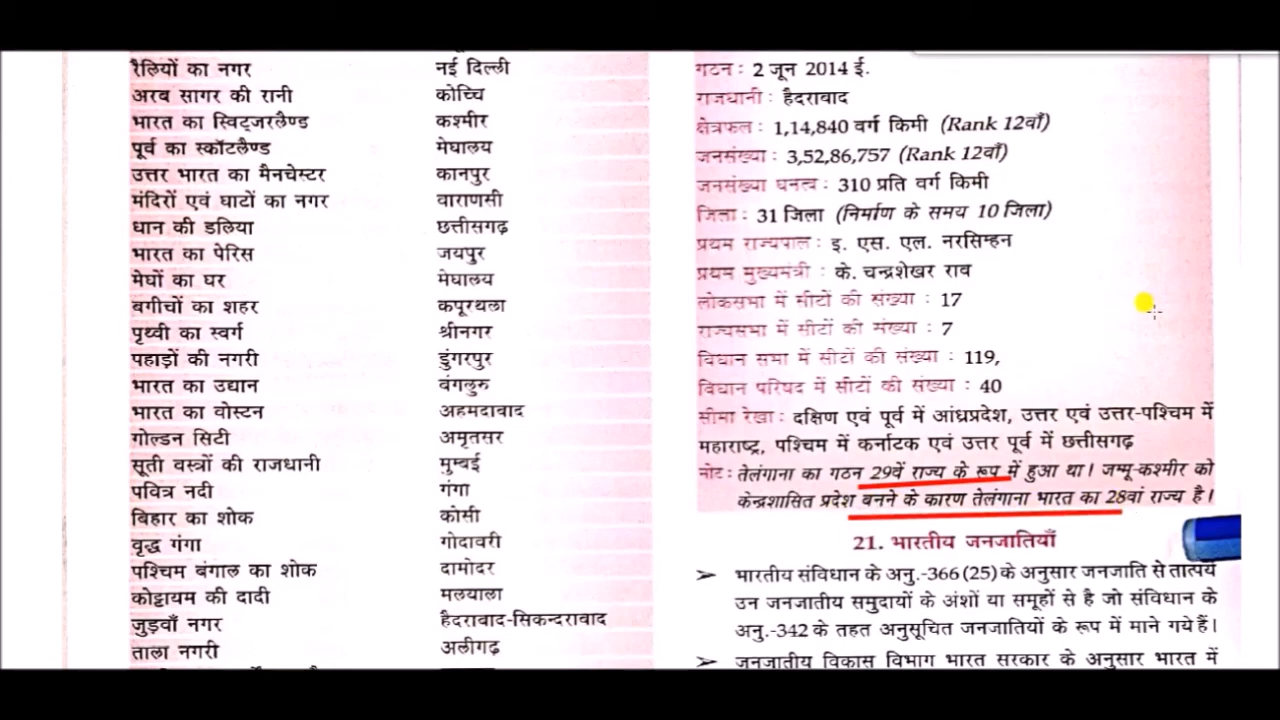 रैलियों का नगर नई दिल्ली
अरब सागर की रानी कोच्चि
भारत का स्विट्जरलैण्ड कश्मीर
पूर्व का स्कॉटलैण्ड मेघालय
उत्तर भारत का मैनचेस्टर कानपुर
मंदिरों एवं घाटों का नगर वाराणसी
धान की डलिया छत्तीसगढ़
भारत का पेरिस जयपुर
मेघों का घर मेघालय
बगीचों का शहर कपूरथला
पृथ्वी का स्वर्ग श्रीनगर
पहाड़ों की नगरी डुंगरपुर
भारत का उद्यान बंगलुरु
भारत का वोस्टन अहमदाबाद
गोल्डन सिटी अमृतसर
सूती वस्त्रों की राजधानी मुम्बई
पवित्र नदी गंगा
बिहार का शोक कोसी
वृद्ध गंगा गोदावरी
पश्चिम बंगाल का शोक दामोदर
कोट्टायम की दादी मलयाला
जुड़वाँ नगर हैदराबाद-सिकन्दराबाद
ताला नगरी अलीगढ़
गठन : 2 जून 2014 ई.
राजधानी : हैदराबाद
क्षेत्रफल : 1,14,840 वर्ग किमी (Rank 12वाँ)
जनसंख्या : 3,52,86,757 (Rank 12वाँ)
जनसंख्या घनत्व : 310 प्रति वर्ग किमी
जिला : 31 जिला (निर्माण के समय 10 जिला)
प्रथम राज्यपाल : इ. एस. एल. नरसिम्हन
प्रथम मुख्यमंत्री : के. चन्द्रशेखर राव
लोकसभा में सीटों की संख्या : 17
राज्यसभा में सीटों की संख्या : 7
विधान सभा में सीटों की संख्या : 119,
विधान परिषद में सीटों की संख्या : 40
सीमा रेखा : दक्षिण एवं पूर्व में आंध्रप्रदेश, उत्तर एवं उत्तर-पश्चिम में
महाराष्ट्र, पश्चिम में कर्नाटक एवं उत्तर पूर्व में छत्तीसगढ़
नोट : तेलंगाना का गठन 29वें राज्य के रूप में हुआ था। जम्मू-कश्मीर को
केन्द्रशासित प्रदेश बनने के कारण तेलंगाना भारत का 28वां राज्य है।
21. भारतीय जनजातियाँ
➢ भारतीय संविधान के अनु.-366 (25) के अनुसार जनजाति से तात्पर्य
उन जनजातीय समुदायों के अंशों या समूहों से है जो संविधान के
अनु.-342 के तहत अनुसूचित जनजातियों के रूप में माने गये हैं।
➢ जनजातीय विकास विभाग भारत सरकार के अनुसार भारत में